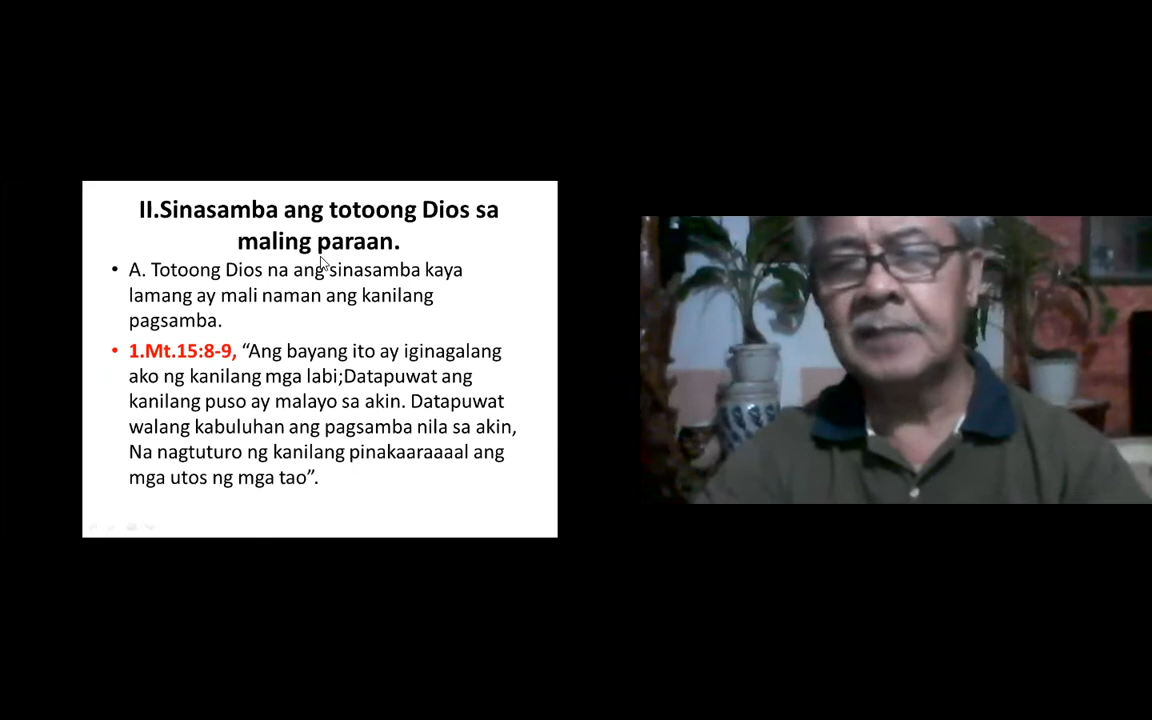 II.Sinasamba ang totoong Dios sa
maling paraan.
• A. Totoong Dios na ang sinasamba kaya
lamang ay mali naman ang kanilang
pagsamba.
• 1.Mt.15:8-9, “Ang bayang ito ay iginagalang
ako ng kanilang mga labi;Datapuwat ang
kanilang puso ay malayo sa akin. Datapuwat
walang kabuluhan ang pagsamba nila sa akin,
Na nagtuturo ng kanilang pinakaaraaaal ang
mga utos ng mga tao”.